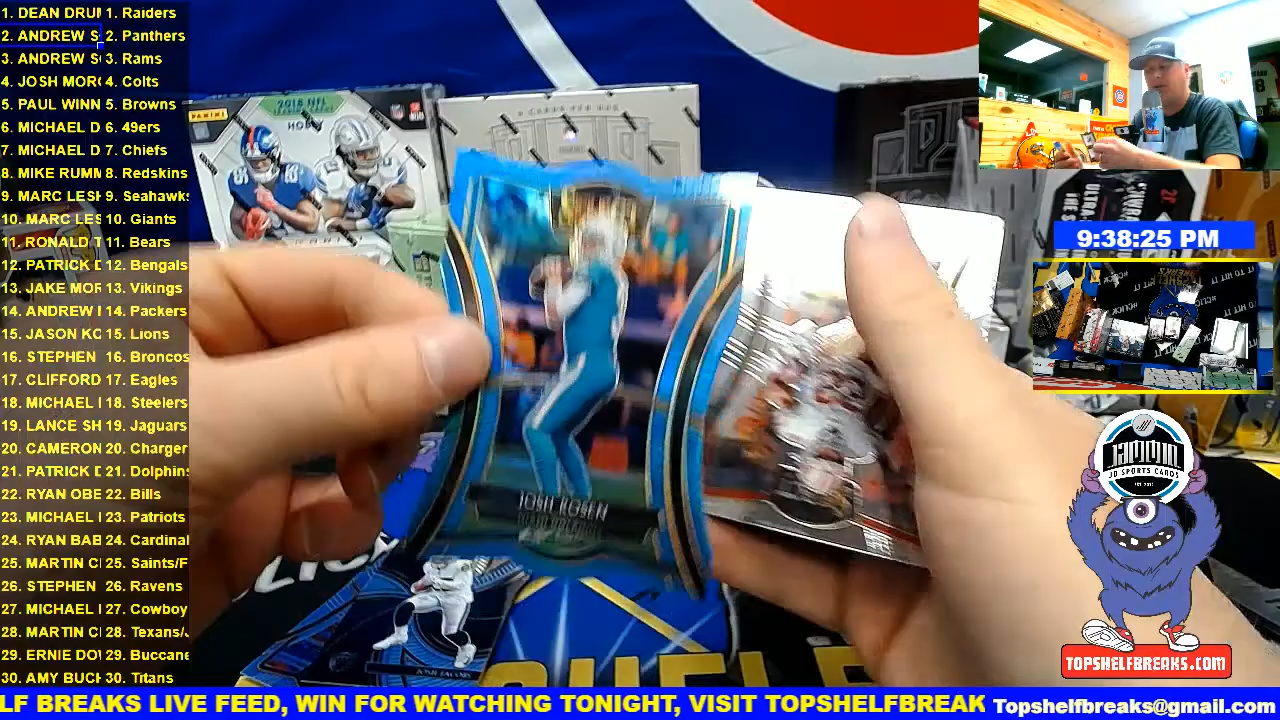 1. DEAN DRUI 1. Raiders
2. ANDREW S 2. Panthers
3. ANDREW S 3. Rams
4. JOSH MOR 4. Colts
5. PAUL WINN 5. Browns
6. MICHAEL D 6. 49ers
7. MICHAEL D 7. Chiefs
8. MIKE RUMM 8. Redskins
9. MARC LES 9. Seahawks
10. MARC LES 10. Giants
11. RONALD T 11. Bears
12. PATRICK D 12. Bengals
13. JAKE MOR 13. Vikings
14. ANDREW 14. Packers
15. JASON KC 15. Lions
16. STEPHEN 16. Broncos
17. CLIFFORD 17. Eagles
18. MICHAEL 18. Steelers
19. LANCE SH 19. Jaguars
20. CAMERON 20. Charger
21. PATRICK D 21. Dolphins
22. RYAN OBE 22. Bills
23. MICHAEL 23. Patriots
24. RYAN BAB 24. Cardinal
25. MARTIN C 25. Saints/F
26. STEPHEN 26. Ravens
27. MICHAEL 27. Cowboy
28. MARTIN C 28. Texans/
29. ERNIE DO 29. Buccane
30. AMY BUC 30. Titans
PANINI
2018 NFL
HOBBY
JOSH ROSEN
JOSH JACOBS
SHELF
9:38:25 PM
JAMMIN
JD SPORTS CARDS
TOPSHELFBREAKS.COM
LF BREAKS LIVE FEED, WIN FOR WATCHING TONIGHT, VISIT TOPSHELFBREAK
Topshelfbreaks@gmail.com